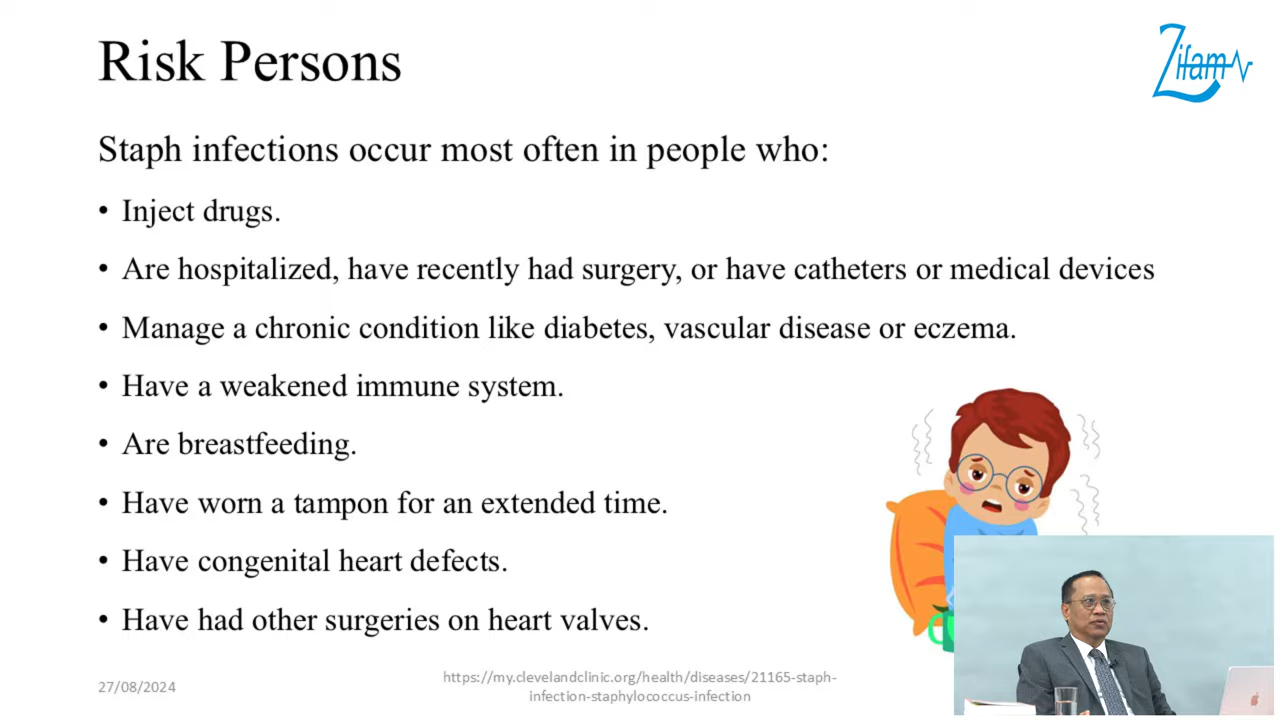 Risk Persons
Zifam
Staph infections occur most often in people who:
• Inject drugs.
• Are hospitalized, have recently had surgery, or have catheters or medical devices
• Manage a chronic condition like diabetes, vascular disease or eczema.
• Have a weakened immune system.
• Are breastfeeding.
• Have worn a tampon for an extended time.
• Have congenital heart defects.
• Have had other surgeries on heart valves.
27/08/2024
https://my.clevelandclinic.org/health/diseases/21165-staph-
infection-staphylococcus-infection